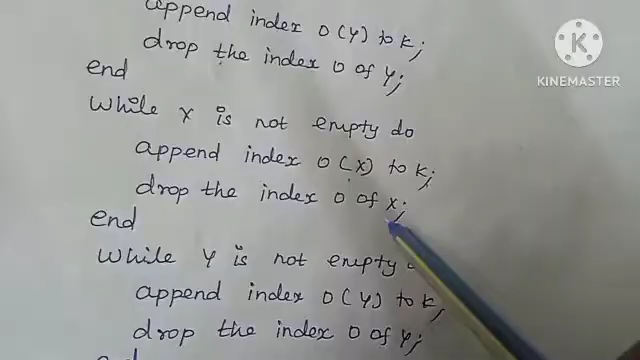 append index 0(Y) to K;
drop the index 0 of Y;
end
While X is not empty do
append index 0(X) to K;
drop the index 0 of X;
end
While Y is not empty
append index 0(Y) to K;
drop the index 0 of Y;
end
K
KINEMASTER